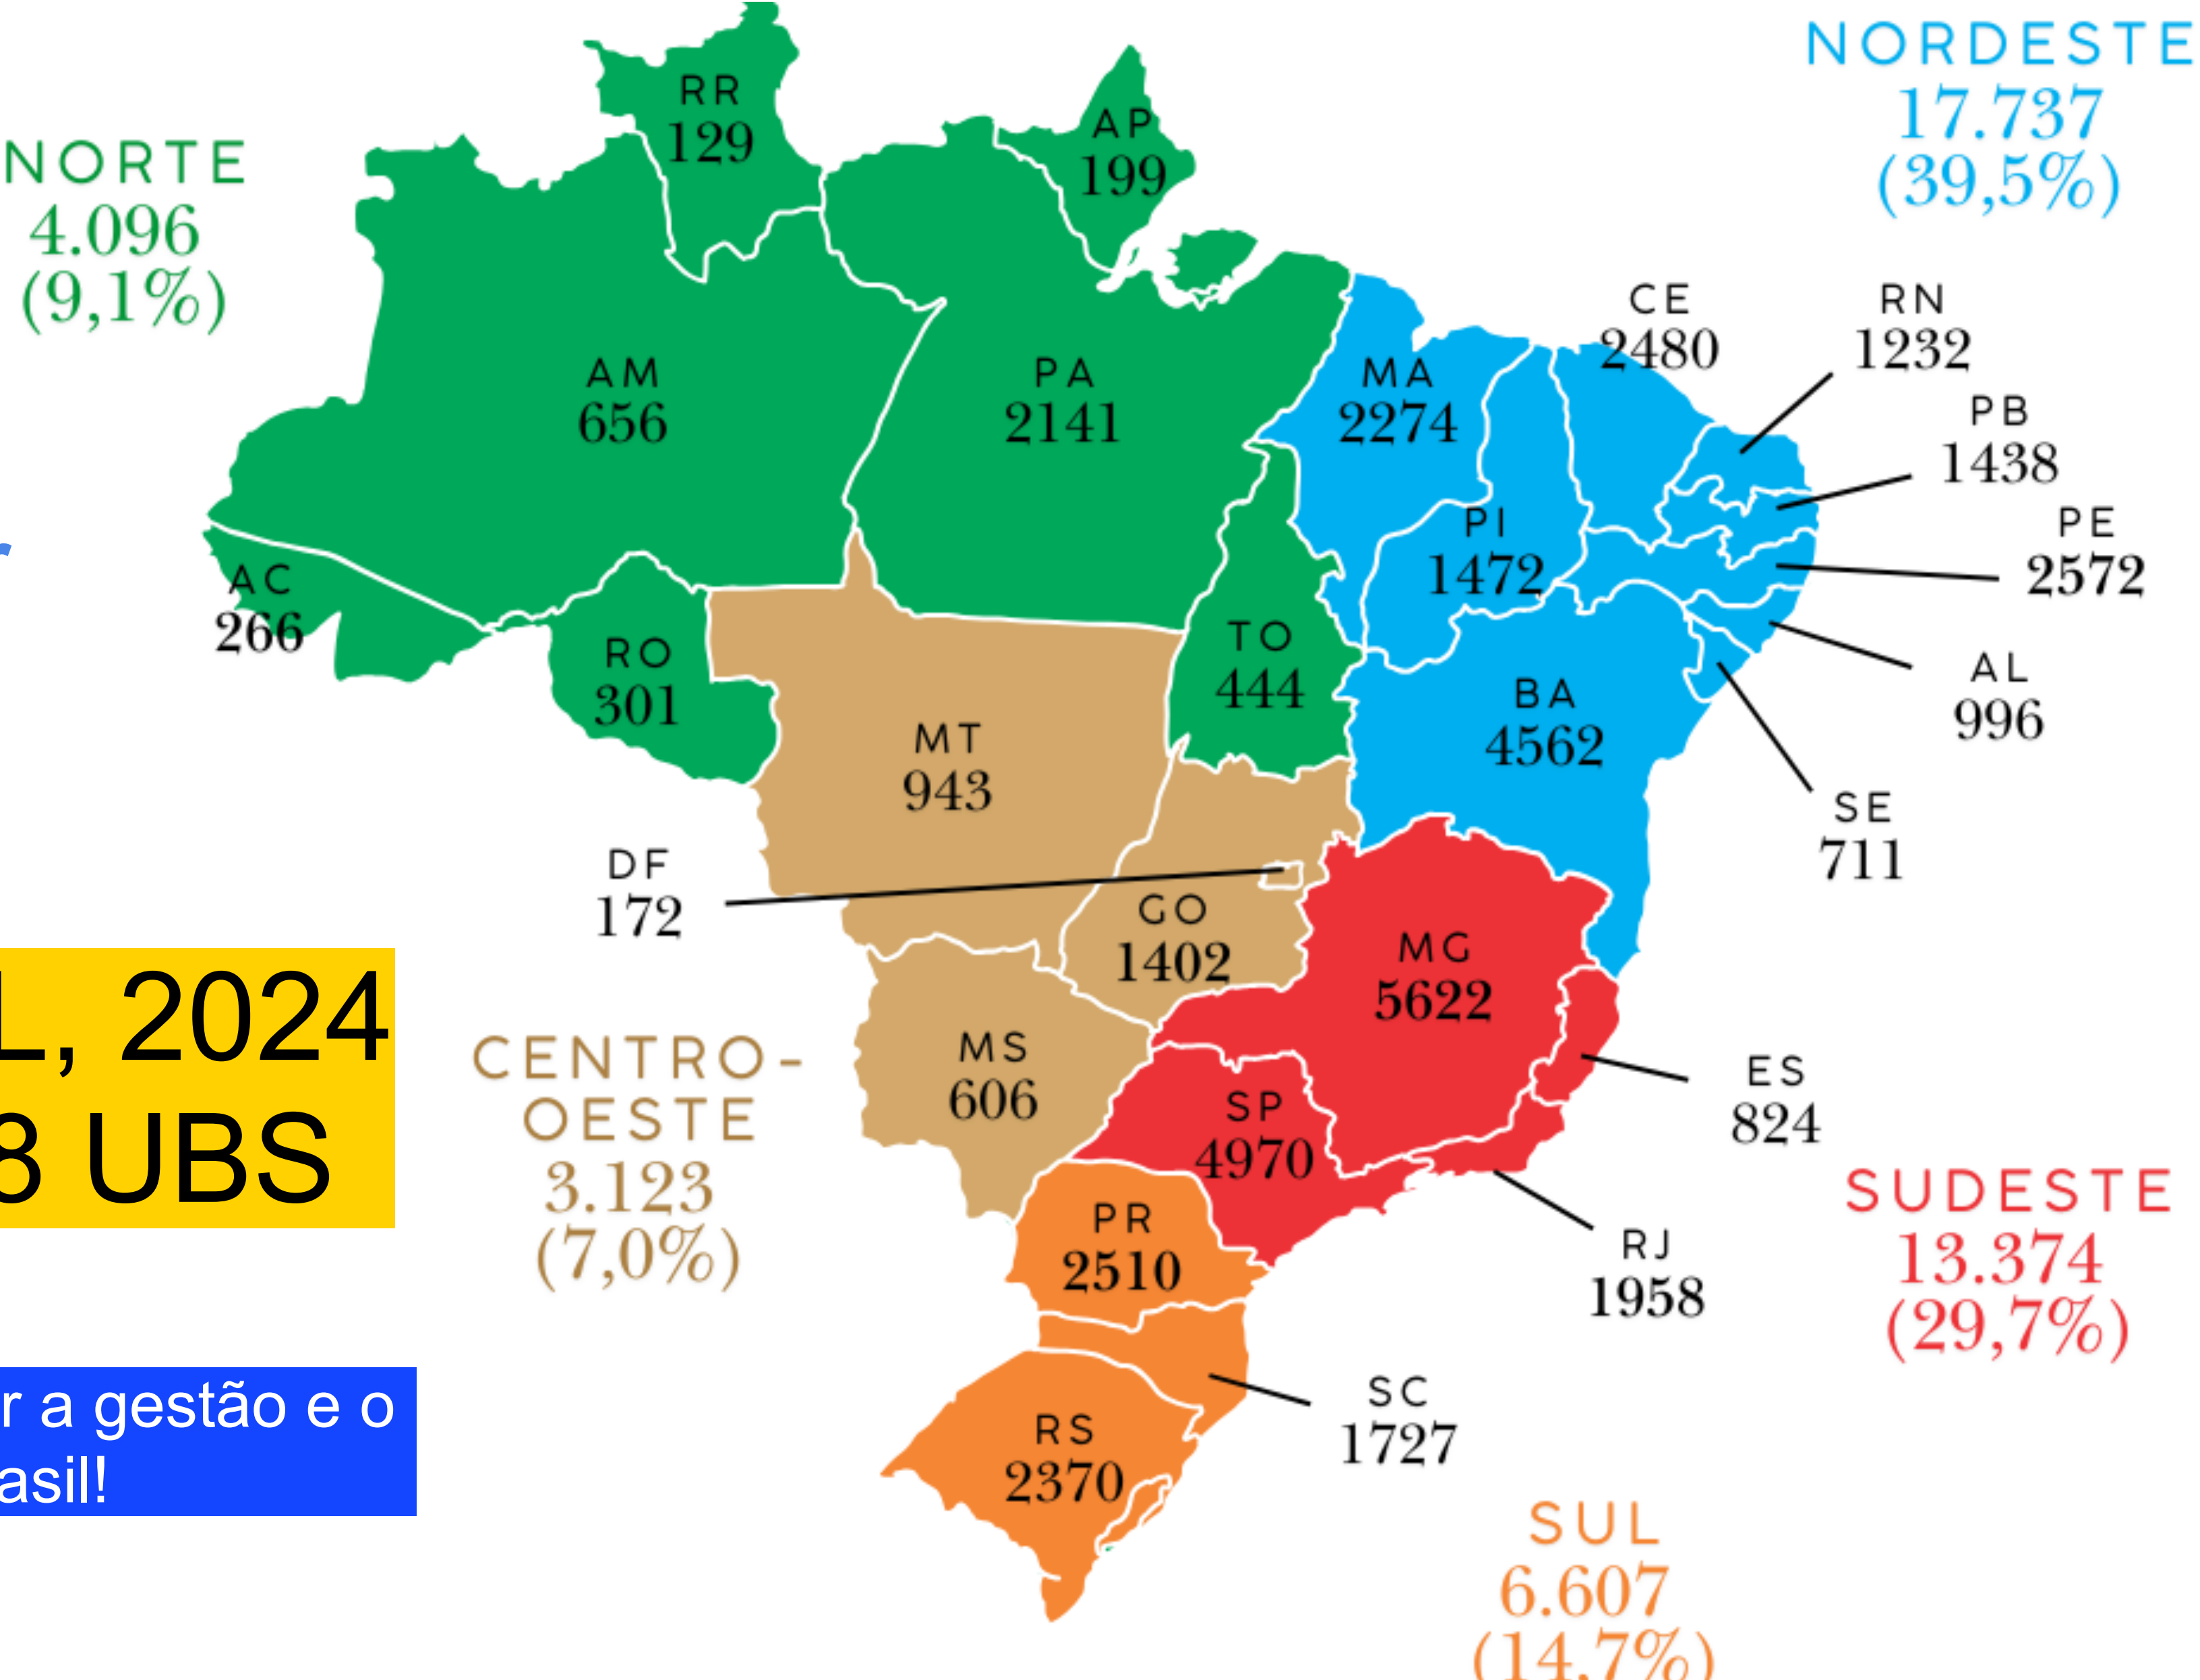 NORTE
4.096
(9,1%)
RR
129
AP
199
NORDESTE
17.737
(39,5%)
AM
656
PA
2141
MA
2274
CE
2480
RN
1232
PB
1438
PE
2572
PI
1472
AC
266
RO
301
TO
444
BA
4562
AL
996
SE
711
MT
943
DF
172
GO
1402
MG
5622
L, 2024
8 UBS
CENTRO-
OESTE
3.123
(7,0%)
MS
606
SP
4970
ES
824
SUDESTE
13.374
(29,7%)
RJ
1958
PR
2510
SC
1727
RS
2370
r a gestão e o
asil!
SUL
6.607
(14,7%)